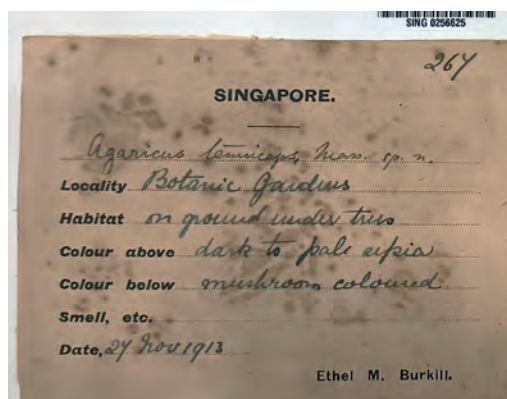 SING 0256625
267
SINGAPORE.
Agaricus tenuiceps, Mass. sp. n.
Locality Botanic Gardens
Habitat on ground under trees
Colour above dark to pale sepia
Colour below mushroom coloured
Smell, etc.
Date, 27 Nov 1913
Ethel M. Burkill.